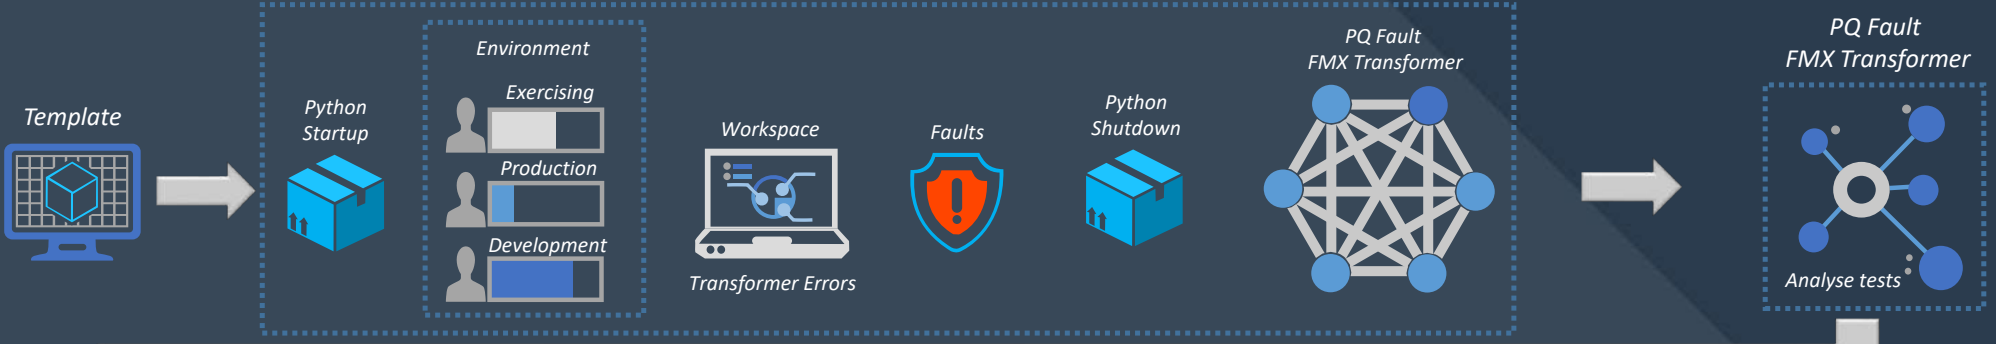 Template
Python
Startup
Environment
Exercising
Production
Development
Workspace
Transformer Errors
Faults
Python
Shutdown
PQ Fault
FMX Transformer
PQ Fault
FMX Transformer
Analyse tests